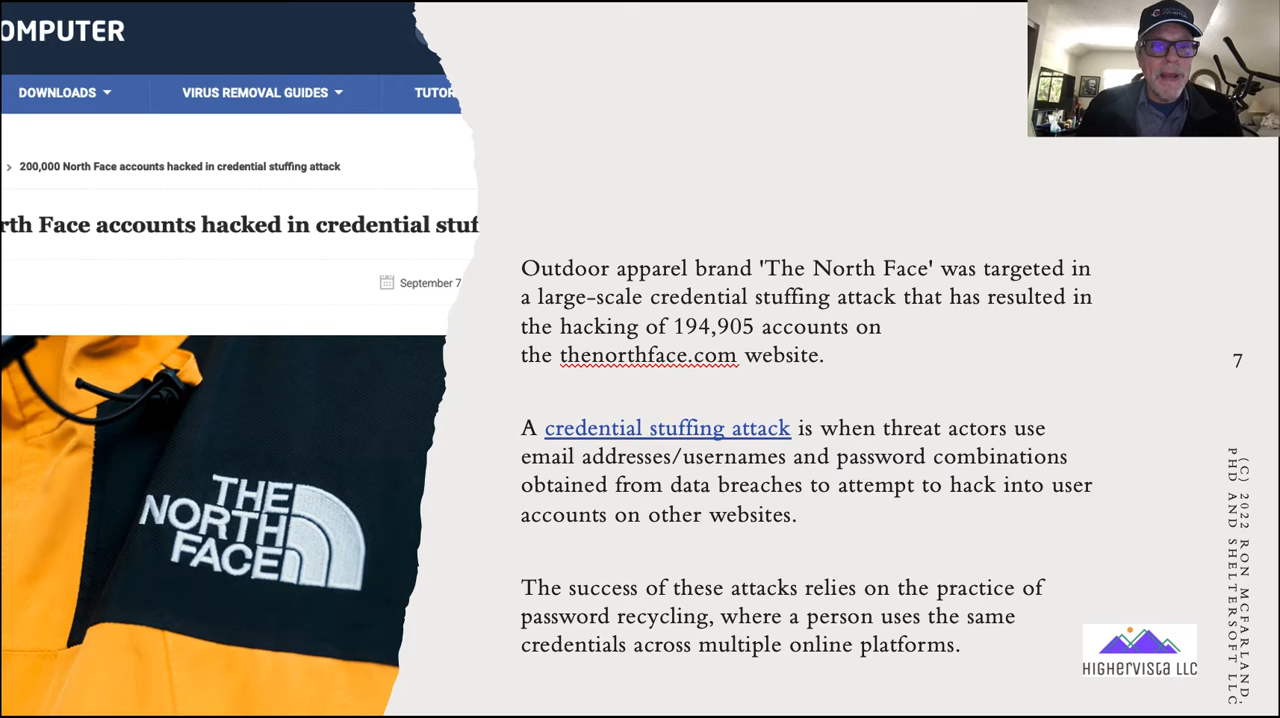 OMPUTER
DOWNLOADS
VIRUS REMOVAL GUIDES
TUTOR
200,000 North Face accounts hacked in credential stuffing attack
rth Face accounts hacked in credential stuf
September 7
THE
NORTH
FACE
Outdoor apparel brand 'The North Face' was targeted in
a large-scale credential stuffing attack that has resulted in
the hacking of 194,905 accounts on
the thenorthface.com website.
A credential stuffing attack is when threat actors use
email addresses/usernames and password combinations
obtained from data breaches to attempt to hack into user
accounts on other websites.
The success of these attacks relies on the practice of
password recycling, where a person uses the same
credentials across multiple online platforms.
7
(C) 2022 RON MCFARLAND,
PHD AND SHELTERSOFT LLC
HIGHERVISTA LLC